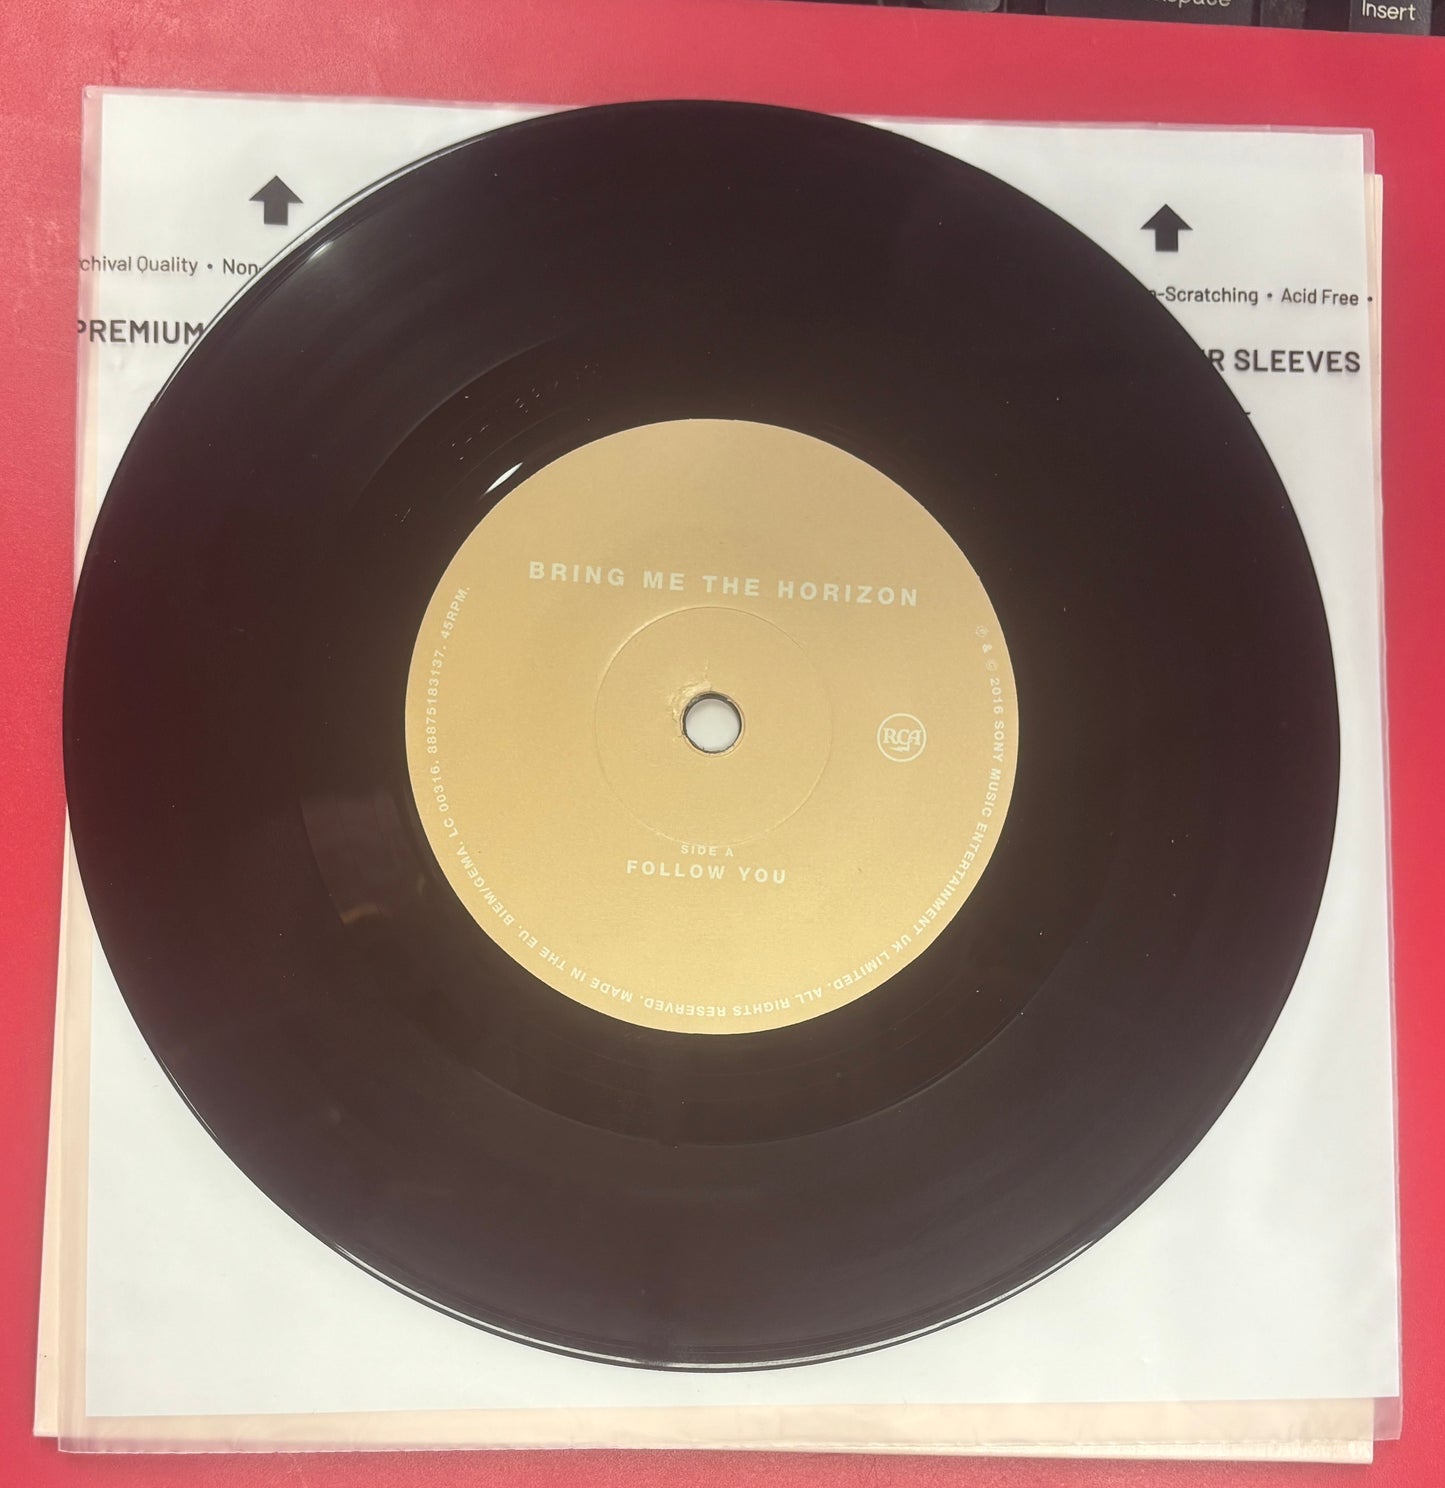 Insert
chival Quality • Non-
-Scratching • Acid Free •
PREMIUM
R SLEEVES
BRING ME THE HORIZON
RCA
SIDE A
FOLLOW YOU
℗ & © 2016 SONY MUSIC ENTERTAINMENT UK LIMITED. ALL RIGHTS RESERVED. MADE IN THE EU. BIEM/GEMA. LC 00316. 88875183137. 45RPM.